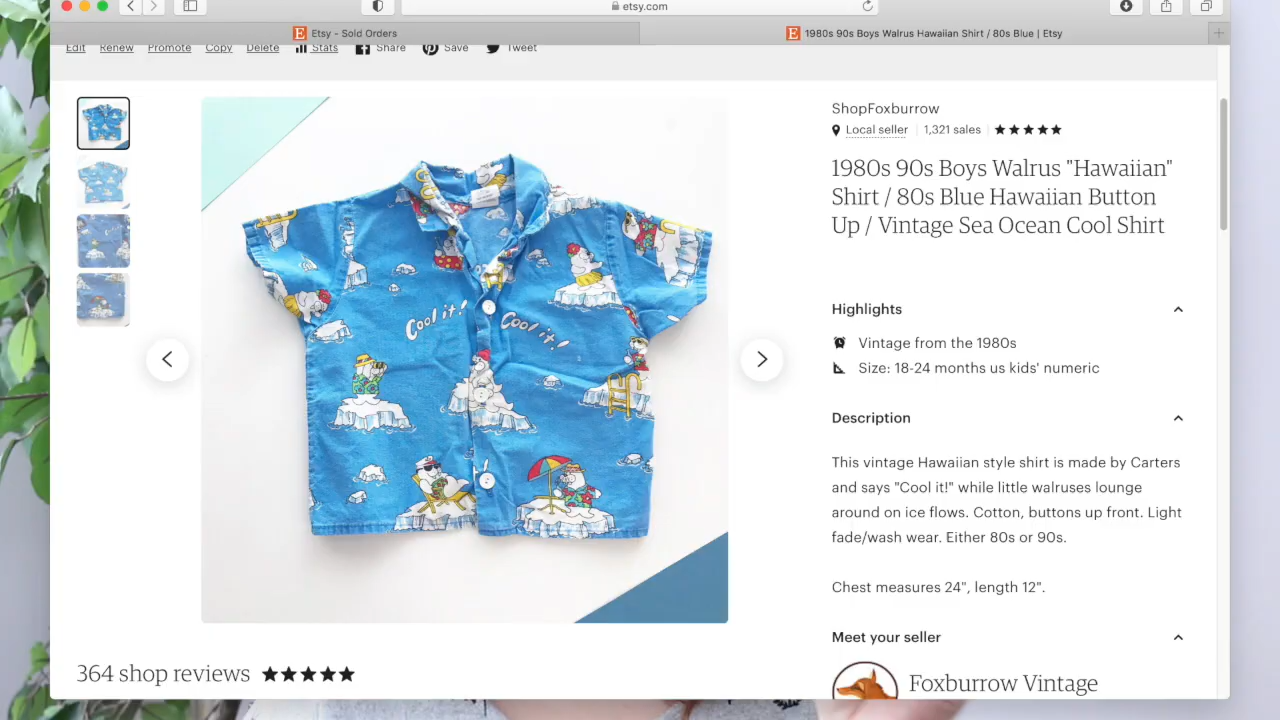 etsy.com
Etsy - Sold Orders
1980s 90s Boys Walrus Hawaiian Shirt / 80s Blue | Etsy
Edit Renew Promote Copy Delete Stats Share Save Tweet
ShopFoxburrow
Local seller 1,321 sales
1980s 90s Boys Walrus "Hawaiian"
Shirt / 80s Blue Hawaiian Button
Up / Vintage Sea Ocean Cool Shirt
Cool it! Cool it!
Highlights
Vintage from the 1980s
Size: 18-24 months us kids' numeric
Description
This vintage Hawaiian style shirt is made by Carters
and says "Cool it!" while little walruses lounge
around on ice flows. Cotton, buttons up front. Light
fade/wash wear. Either 80s or 90s.
Chest measures 24", length 12".
Meet your seller
364 shop reviews
Foxburrow Vintage